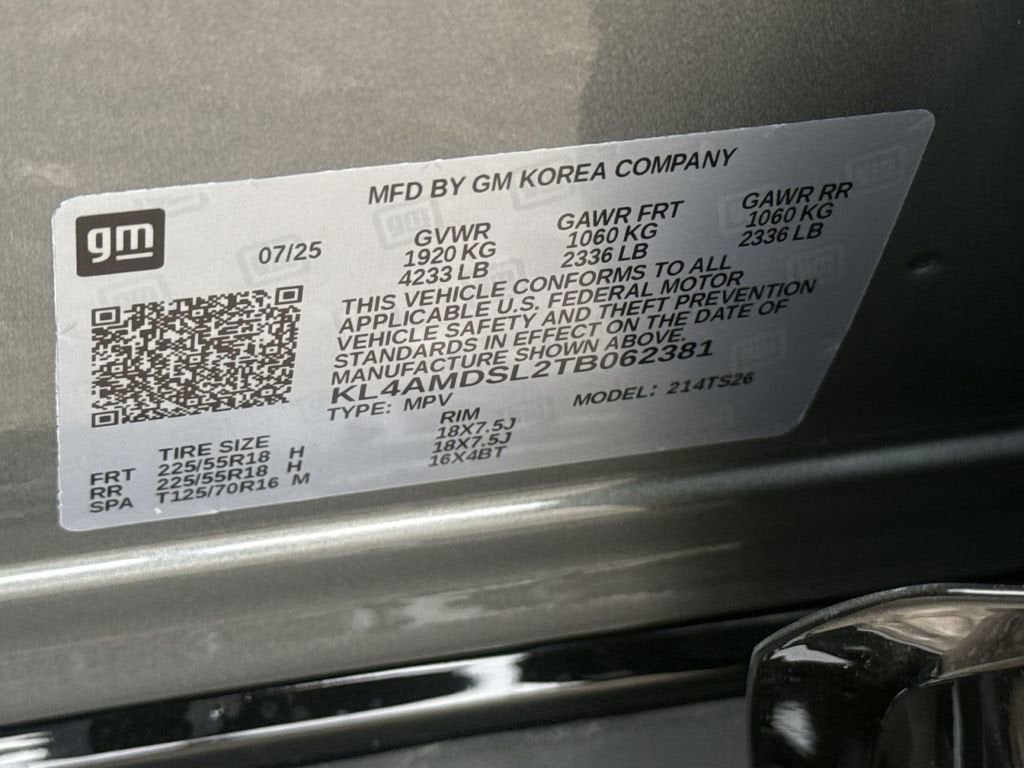 MFD BY GM KOREA COMPANY
gm
07/25
GVWR
1920 KG
4233 LB
GAWR FRT
1060 KG
2336 LB
GAWR RR
1060 KG
2336 LB
THIS VEHICLE CONFORMS TO ALL
APPLICABLE U.S. FEDERAL MOTOR
VEHICLE SAFETY AND THEFT PREVENTION
STANDARDS IN EFFECT ON THE DATE OF
MANUFACTURE SHOWN ABOVE.
KL4AMDSL2TB062381
TYPE: MPV MODEL: 214TS26
TIRE SIZE RIM
FRT 225/55R18 H 18X7.5J
RR 225/55R18 H 18X7.5J
SPA T125/70R16 M 16X4BT